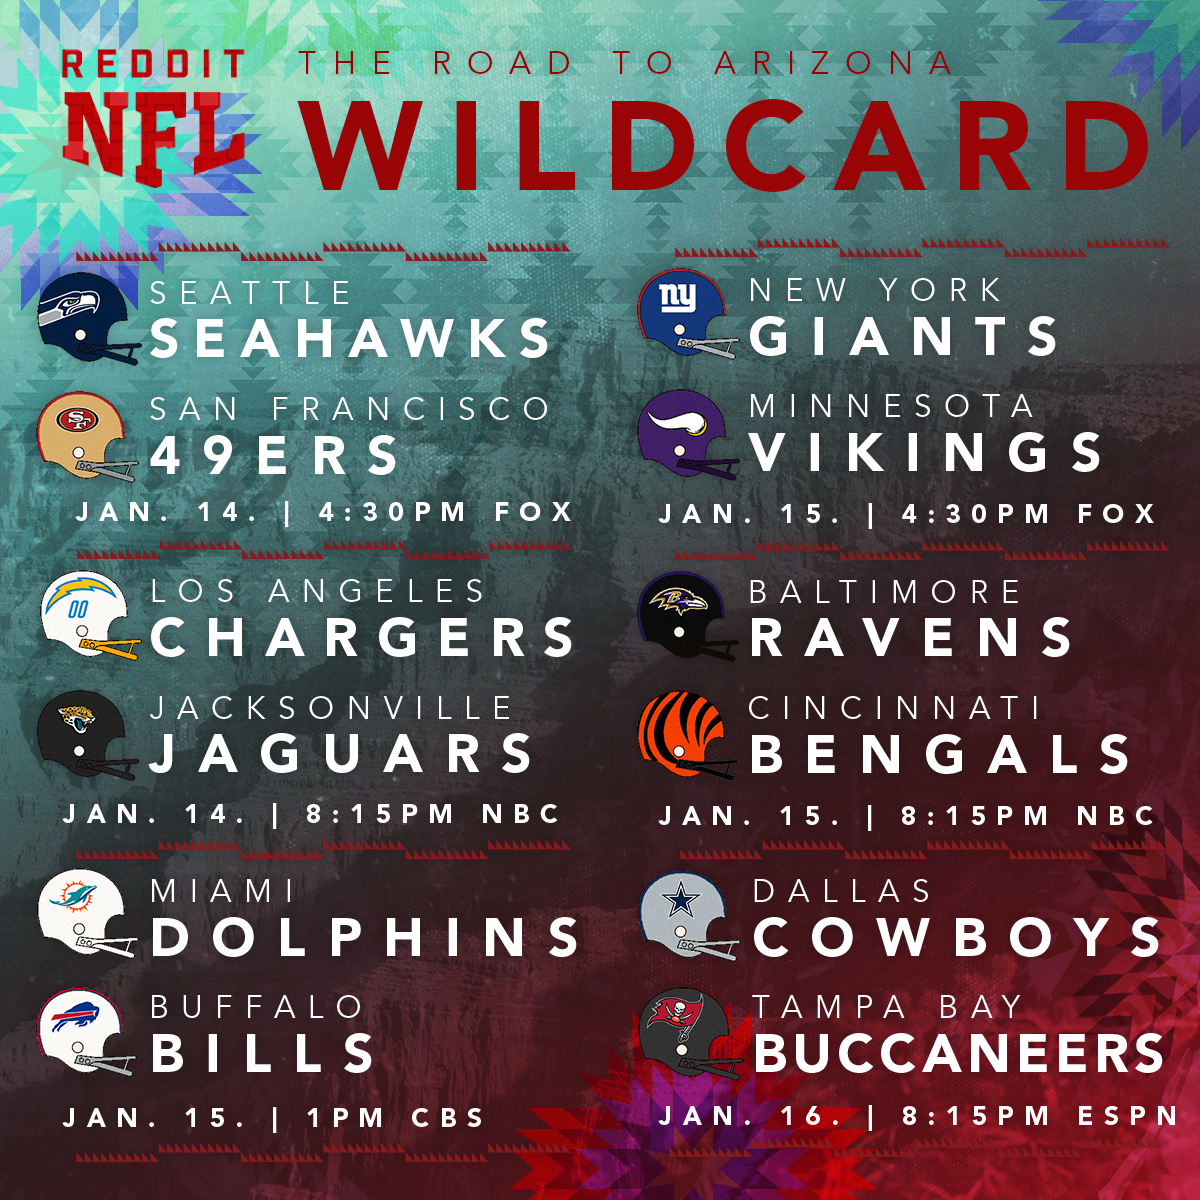 REDDIT
NFL
THE ROAD TO ARIZONA
WILDCARD
SEATTLE
SEAHAWKS
SF
SAN FRANCISCO
49ERS
JAN. 14. | 4:30PM FOX
ny
NEW YORK
GIANTS
MINNESOTA
VIKINGS
JAN. 15. | 4:30PM FOX
00
LOS ANGELES
CHARGERS
JACKSONVILLE
JAGUARS
JAN. 14. | 8:15PM NBC
B
BALTIMORE
RAVENS
CINCINNATI
BENGALS
JAN. 15. | 8:15PM NBC
MIAMI
DOLPHINS
BUFFALO
BILLS
JAN. 15. | 1PM CBS
DALLAS
COWBOYS
TAMPA BAY
BUCCANEERS
JAN. 16. | 8:15PM ESPN